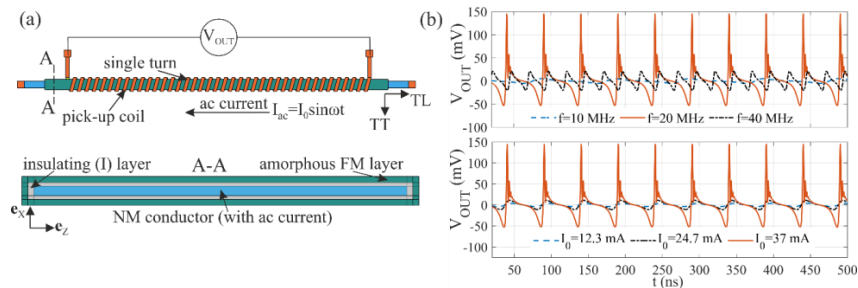 (a)
V_OUT
A
single turn
A
pick-up coil
ac current
I_ac=I_0sinωt
TL
TT
insulating (I) layer
A-A
amorphous FM layer
e_X
e_Z
NM conductor (with ac current)
(b)
V_OUT (mV)
150
100
50
0
-50
-100
f=10 MHz
f=20 MHz
f=40 MHz
V_OUT (mV)
150
100
50
0
-50
-100
I_0=12.3 mA
I_0=24.7 mA
I_0=37 mA
50 100 150 200 250 300 350 400 450 500
t (ns)